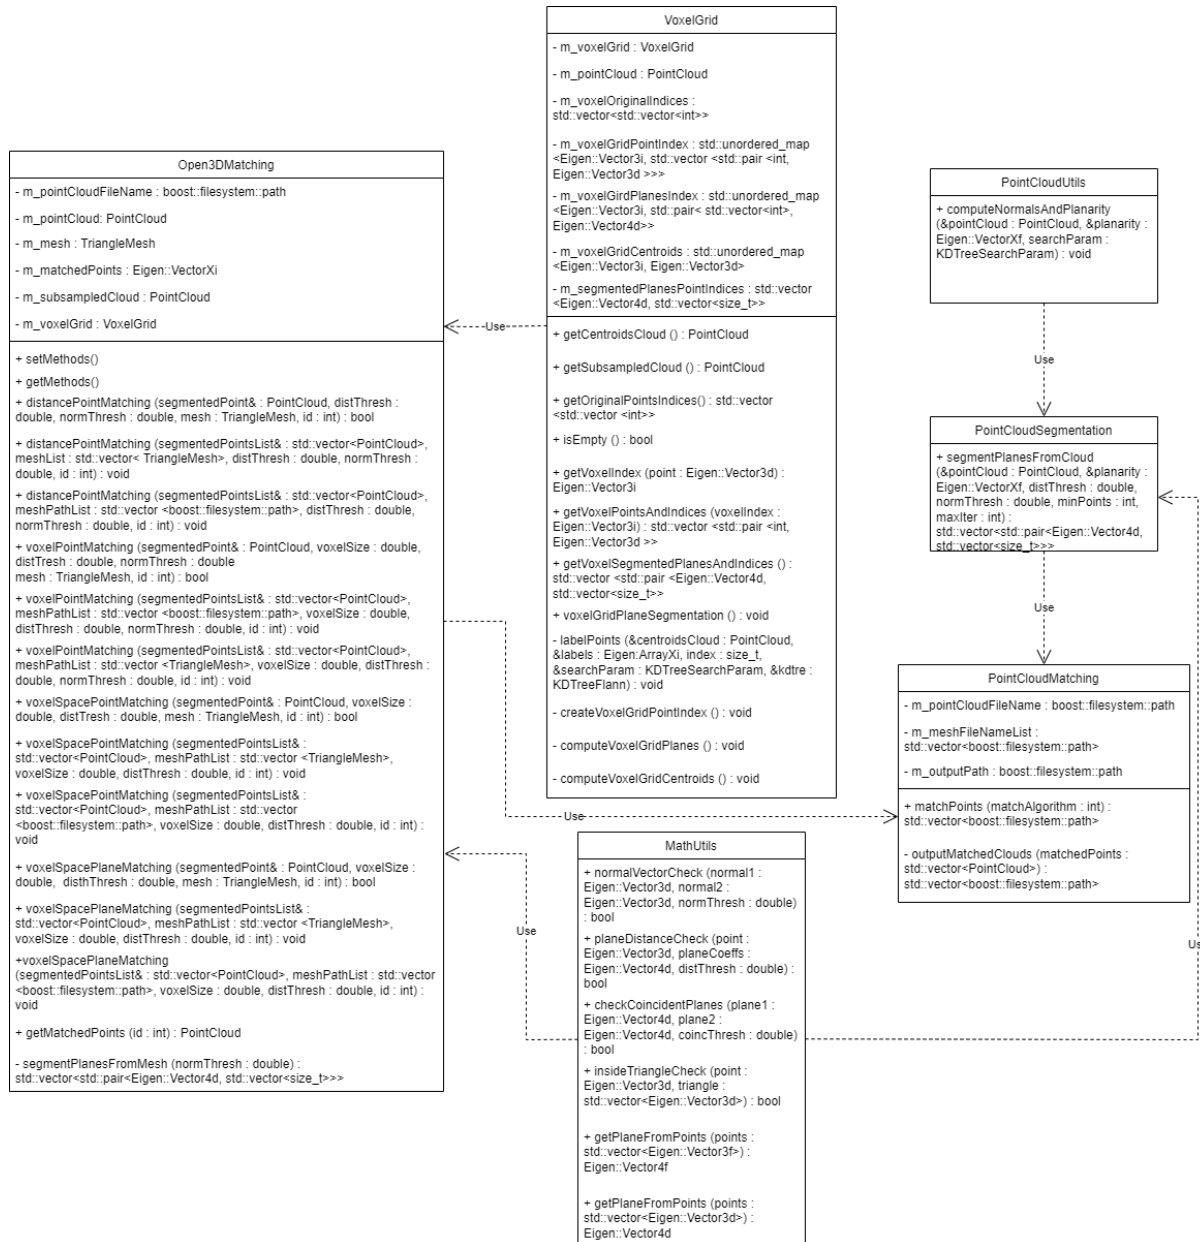 VoxelGrid
- m_voxelGrid : VoxelGrid
- m_pointCloud : PointCloud
- m_voxelOriginalIndices :
std::vector<std::vector<int>>
- m_voxelGridPointIndex : std::unordered_map
<Eigen::Vector3i, std::vector <std::pair <int,
Eigen::Vector3d >>>
- m_voxelGirdPlanesIndex : std::unordered_map
<Eigen::Vector3i, std::pair< std::vector<int>,
Eigen::Vector4d>>
- m_voxelGridCentroids : std::unordered_map
<Eigen::Vector3i, Eigen::Vector3d>
- m_segmentedPlanesPointIndices : std::vector
<Eigen::Vector4d, std::vector<size_t>>
+ getCentroidsCloud () : PointCloud
+ getSubsampledCloud () : PointCloud
+ getOriginalPointsIndices() : std::vector
<std::vector <int>>
+ isEmpty () : bool
+ getVoxelIndex (point : Eigen::Vector3d) :
Eigen::Vector3i
+ getVoxelPointsAndIndices (voxelIndex :
Eigen::Vector3i) : std::vector <std::pair <int,
Eigen::Vector3d >>
+ getVoxelSegmentedPlanesAndIndices () :
std::vector <std::pair <Eigen::Vector4d,
std::vector<size_t>>
+ voxelGridPlaneSegmentation () : void
- labelPoints (&centroidsCloud : PointCloud,
&labels : Eigen:ArrayXi, index : size_t,
&searchParam : KDTreeSearchParam, &kdtre :
KDTreeFlann) : void
- createVoxelGridPointIndex () : void
- computeVoxelGridPlanes () : void
- computeVoxelGridCentroids () : void
Open3DMatching
- m_pointCloudFileName : boost::filesystem::path
- m_pointCloud: PointCloud
- m_mesh : TriangleMesh
- m_matchedPoints : Eigen::VectorXi
- m_subsampledCloud : PointCloud
- m_voxelGrid : VoxelGrid
+ setMethods()
+ getMethods()
+ distancePointMatching (segmentedPoint& : PointCloud, distThresh :
double, normThresh : double, mesh : TriangleMesh, id : int) : bool
+ distancePointMatching (segmentedPointsList& : std::vector<PointCloud>,
meshList : std::vector< TriangleMesh>, distThresh : double, normThresh :
double, id : int) : void
+ distancePointMatching (segmentedPointsList& : std::vector<PointCloud>,
meshPath : std::vector <boost::filesystem::path>, distThresh : double,
normThresh : double, id : int) : void
+ voxelPointMatching (segmentedPoint& : PointCloud, voxelSize : double,
distTresh : double, normThresh : double
mesh : TriangleMesh, id : int) : bool
+ voxelPointMatching (segmentedPointsList& : std::vector<PointCloud>,
meshPathList : std::vector <boost::filesystem::path>, voxelSize : double,
distThresh : double, normThresh : double, id : int) : void
+ voxelPointMatching (segmentedPointsList& : std::vector<PointCloud>,
meshPathList : std::vector <TriangleMesh>, voxelSize : double, distThresh :
double, normThresh : double, id : int) : void
+ voxelSpacePointMatching (segmentedPoint& : PointCloud, voxelSize :
double, distTresh : double, mesh : TriangleMesh, id : int) : bool
+ voxelSpacePointMatching (segmentedPointsList& :
std::vector<PointCloud>, meshPathList : std::vector <TriangleMesh>,
voxelSize : double, distThresh : double, id : int) : void
+ voxelSpacePointMatching (segmentedPointsList& :
std::vector<PointCloud>, meshPathList : std::vector
<boost::filesystem::path>, voxelSize : double, distThresh : double, id : int) :
void
+ voxelSpacePlaneMatching (segmentedPoint& : PointCloud, voxelSize :
double, disthThresh : double, mesh : TriangleMesh, id : int) : bool
+ voxelSpacePlaneMatching (segmentedPointsList& :
std::vector<PointCloud>, meshPathList : std::vector <TriangleMesh>,
voxelSize : double, distThresh : double, id : int) : void
+voxelSpacePlaneMatching
(segmentedPointsList& : std::vector<PointCloud>, meshPathList : std::vector
<boost::filesystem::path>, voxelSize : double, distThresh : double, id : int) :
void
+ getMatchedPoints (id : int) : PointCloud
- segmentPlanesFromMesh (normThresh : double) :
std::vector<std::pair<Eigen::Vector4d, std::vector<size_t>>>
Use
PointCloudUtils
+ computeNormalsAndPlanarity
(&pointCloud : PointCloud, &planarity :
Eigen::VectorXf, searchParam :
KDTreeSearchParam) : void
Use
PointCloudSegmentation
+ segmentPlanesFromCloud
(&pointCloud : PointCloud, &planarity :
Eigen::VectorXf, distThresh : double,
normThresh : double, minPoints : int,
maxIter : int) :
std::vector<std::pair<Eigen::Vector4d,
std::vector<size_t>>>
Use
PointCloudMatching
- m_pointCloudFileName : boost::filesystem::path
- m_meshFileNameList :
std::vector<boost::filesystem::path>
- m_outputPath : boost::filesystem::path
+ matchPoints (matchAlgorithm : int) :
std::vector<boost::filesystem::path>
- outputMatchedClouds (matchedPoints :
std::vector<PointCloud>) :
std::vector<boost::filesystem::path>
Use
MathUtils
+ normalVectorCheck (normal1 :
Eigen::Vector3d, normal2 :
Eigen::Vector3d, normThresh : double)
: bool
+ planeDistanceCheck (point :
Eigen::Vector3d, planeCoeffs :
Eigen::Vector4d, distThresh : double) :
bool
+ checkCoincidentPlanes (plane1 :
Eigen::Vector4d, plane2 :
Eigen::Vector4d, coincThresh : double)
: bool
+ insideTriangleCheck (point :
Eigen::Vector3d, triangle :
std::vector<Eigen::Vector3d>) : bool
+ getPlaneFromPoints (points :
std::vector<Eigen::Vector3f>) :
Eigen::Vector4f
+ getPlaneFromPoints (points :
std::vector<Eigen::Vector3d>) :
Eigen::Vector4d
Use
Us